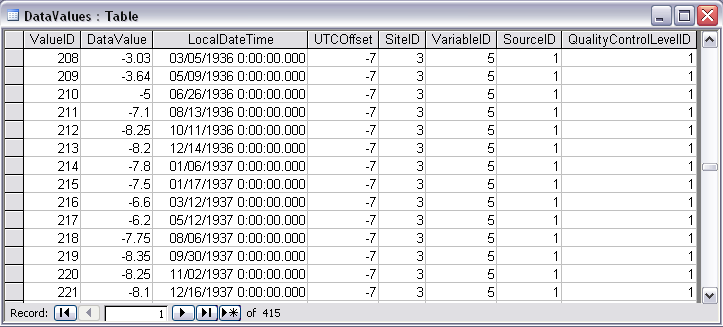 DataValues : Table
ValueID DataValue LocalDateTime UTCOffset SiteID VariableID SourceID QualityControlLevelID
208 -3.03 03/05/1936 0:00:00.000 -7 3 5 1 1
209 -3.64 05/09/1936 0:00:00.000 -7 3 5 1 1
210 -5 06/26/1936 0:00:00.000 -7 3 5 1 1
211 -7.1 08/13/1936 0:00:00.000 -7 3 5 1 1
212 -8.25 10/11/1936 0:00:00.000 -7 3 5 1 1
213 -8.2 12/14/1936 0:00:00.000 -7 3 5 1 1
214 -7.8 01/06/1937 0:00:00.000 -7 3 5 1 1
215 -7.5 01/17/1937 0:00:00.000 -7 3 5 1 1
216 -6.6 03/12/1937 0:00:00.000 -7 3 5 1 1
217 -6.2 05/12/1937 0:00:00.000 -7 3 5 1 1
218 -7.75 08/06/1937 0:00:00.000 -7 3 5 1 1
219 -8.35 09/30/1937 0:00:00.000 -7 3 5 1 1
220 -8.25 11/02/1937 0:00:00.000 -7 3 5 1 1
221 -8.1 12/16/1937 0:00:00.000 -7 3 5 1 1
Record: 1 of 415